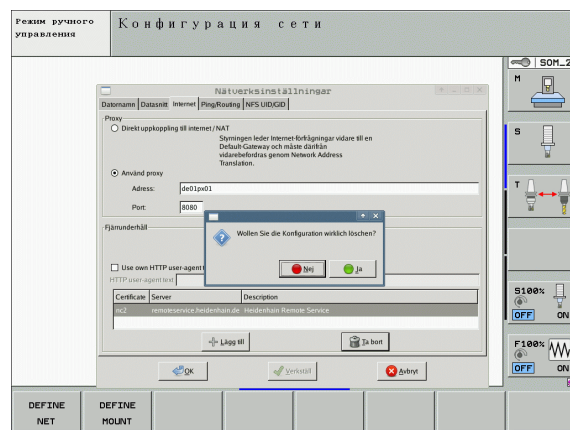 Режим ручного
управления
Конфигурация сети
SOM_2
M
Nätverksinställningar
Datornamn Datasnitt Internet Ping/Routing NFS UID/GID
Proxy
Direktuppkoppling till internet / NAT
Styrningen leder Internet-förfrågningar vidare till en
Default-Gateway och måste därifrån
vidarebefordras genom Network Address
Translation.
Använd proxy
Adress: de01px01
Port: 8080
S
T
Fjärrunderhåll
Wollen Sie die Konfiguration wirklich löschen?
Nej Ja
Use own HTTP user-agent
HTTP user-agent text
Certificate Server Description
nc2 remoteservice.heidenhain.de Heidenhain Remote Service
Lägg till Ta bort
OK Verkställ Avbryt
S100%
OFF ON
F100%
OFF ON
DEFINE
NET
DEFINE
MOUNT